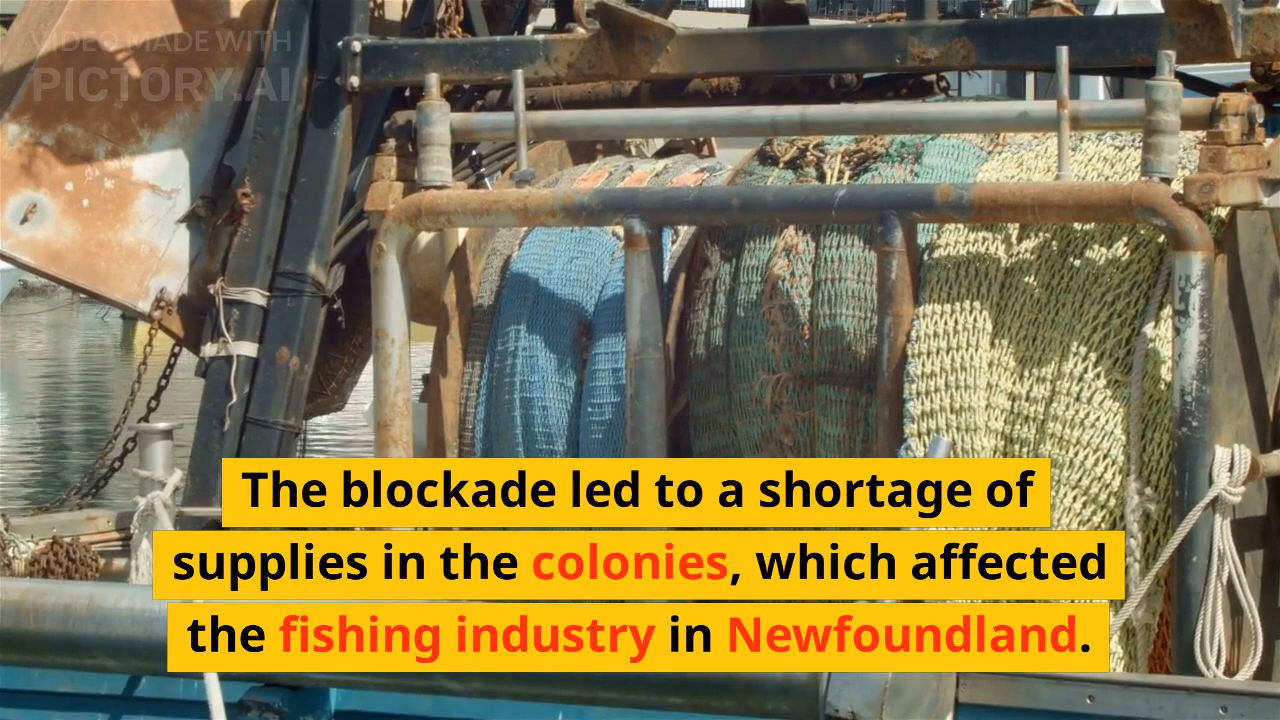 VIDEO MADE WITH
PICTORY.AI
The blockade led to a shortage of
supplies in the colonies, which affected
the fishing industry in Newfoundland.